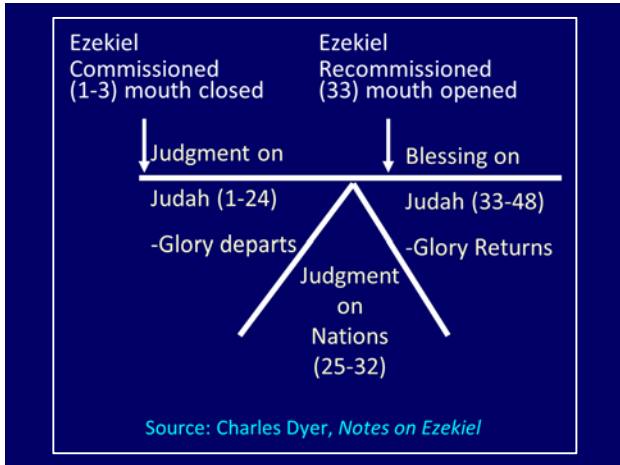 Ezekiel
Commissioned
(1-3) mouth closed
Ezekiel
Recommissioned
(33) mouth opened
Judgment on
Judah (1-24)
-Glory departs
Blessing on
Judah (33-48)
-Glory Returns
Judgment
on
Nations
(25-32)
Source: Charles Dyer, Notes on Ezekiel